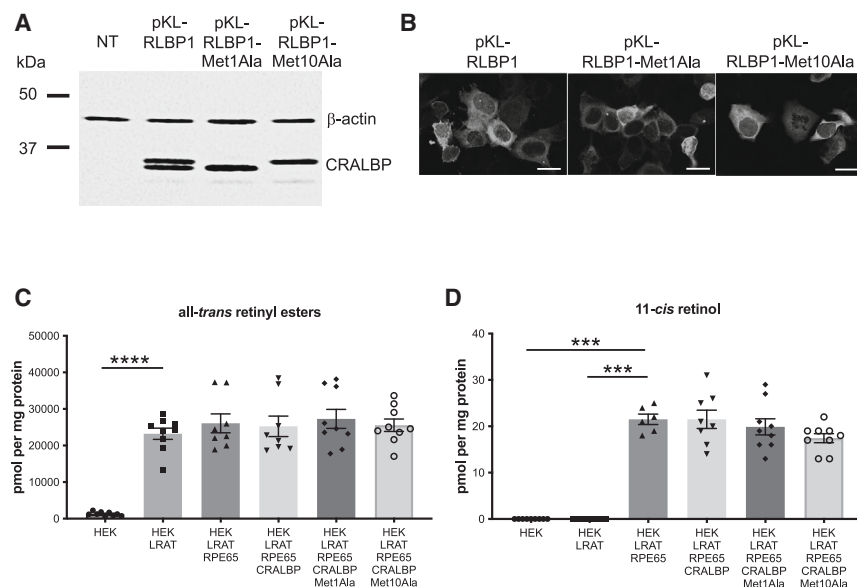 A
NT
pKL-
RLBP1
pKL-
RLBP1-
Met1Ala
pKL-
RLBP1-
Met10Ala
kDa
50
37
β-actin
CRALBP
B
pKL-
RLBP1
pKL-
RLBP1-Met1Ala
pKL-
RLBP1-Met10Ala
C
all-trans retinyl esters
****
pmol per mg protein
50000
40000
30000
20000
10000
0
HEK
HEK
LRAT
HEK
LRAT
RPE65
HEK
LRAT
RPE65
CRALBP
HEK
LRAT
RPE65
CRALBP
Met1Ala
HEK
LRAT
RPE65
CRALBP
Met10Ala
D
11-cis retinol
***
***
pmol per mg protein
40
30
20
10
0
HEK
HEK
LRAT
HEK
LRAT
RPE65
HEK
LRAT
RPE65
CRALBP
HEK
LRAT
RPE65
CRALBP
Met1Ala
HEK
LRAT
RPE65
CRALBP
Met10Ala